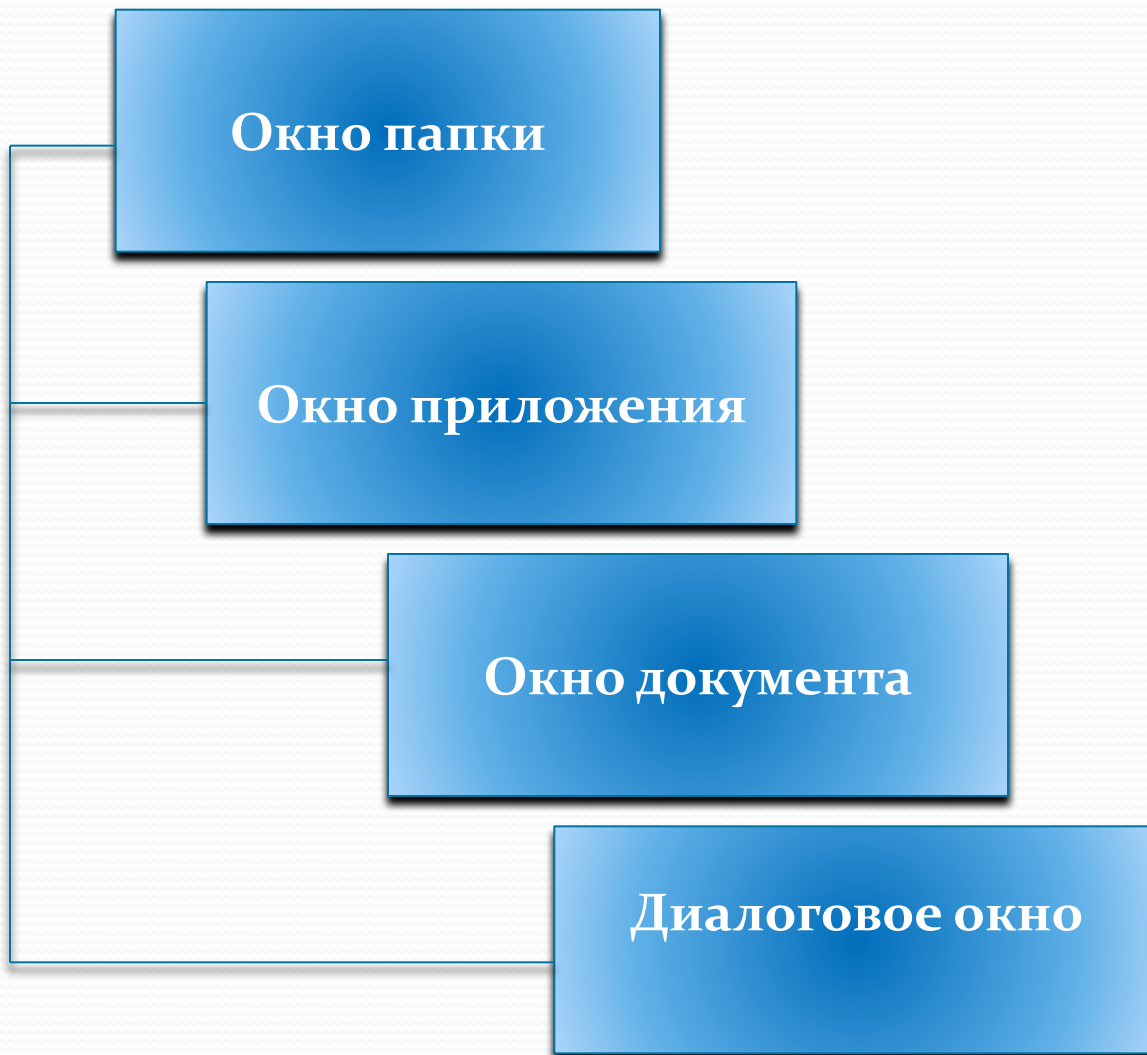 Окно папки
Окно приложения
Окно документа
Диалоговое окно